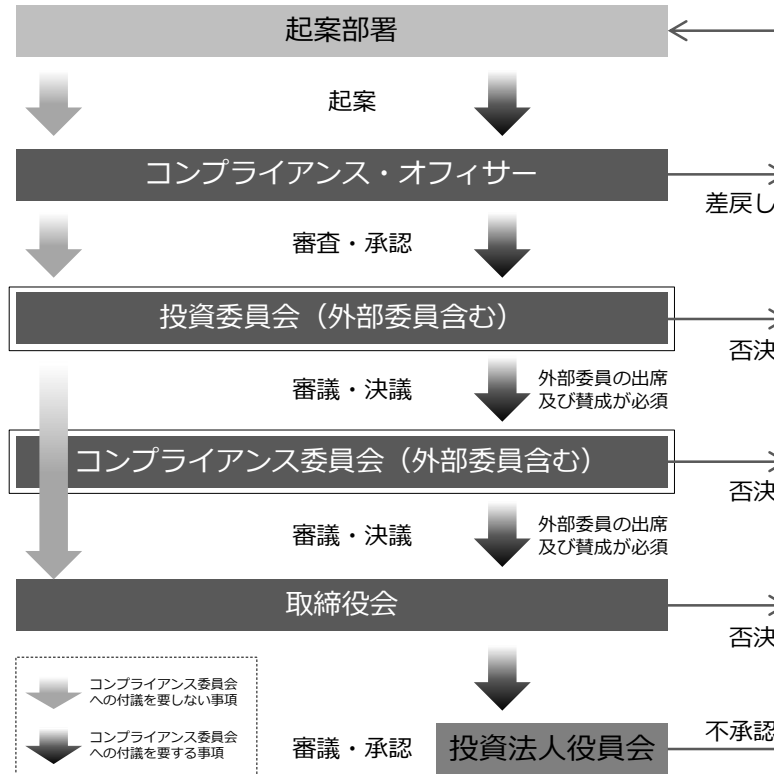 起案部署
起案
コンプライアンス・オフィサー
差戻し
審査・承認
投資委員会（外部委員含む）
否決
審議・決議
外部委員の出席
及び賛成が必須
コンプライアンス委員会（外部委員含む）
否決
審議・決議
外部委員の出席
及び賛成が必須
取締役会
否決
コンプライアンス委員会
への付議を要しない事項
コンプライアンス委員会
への付議を要する事項
審議・承認
投資法人役員会
不承認